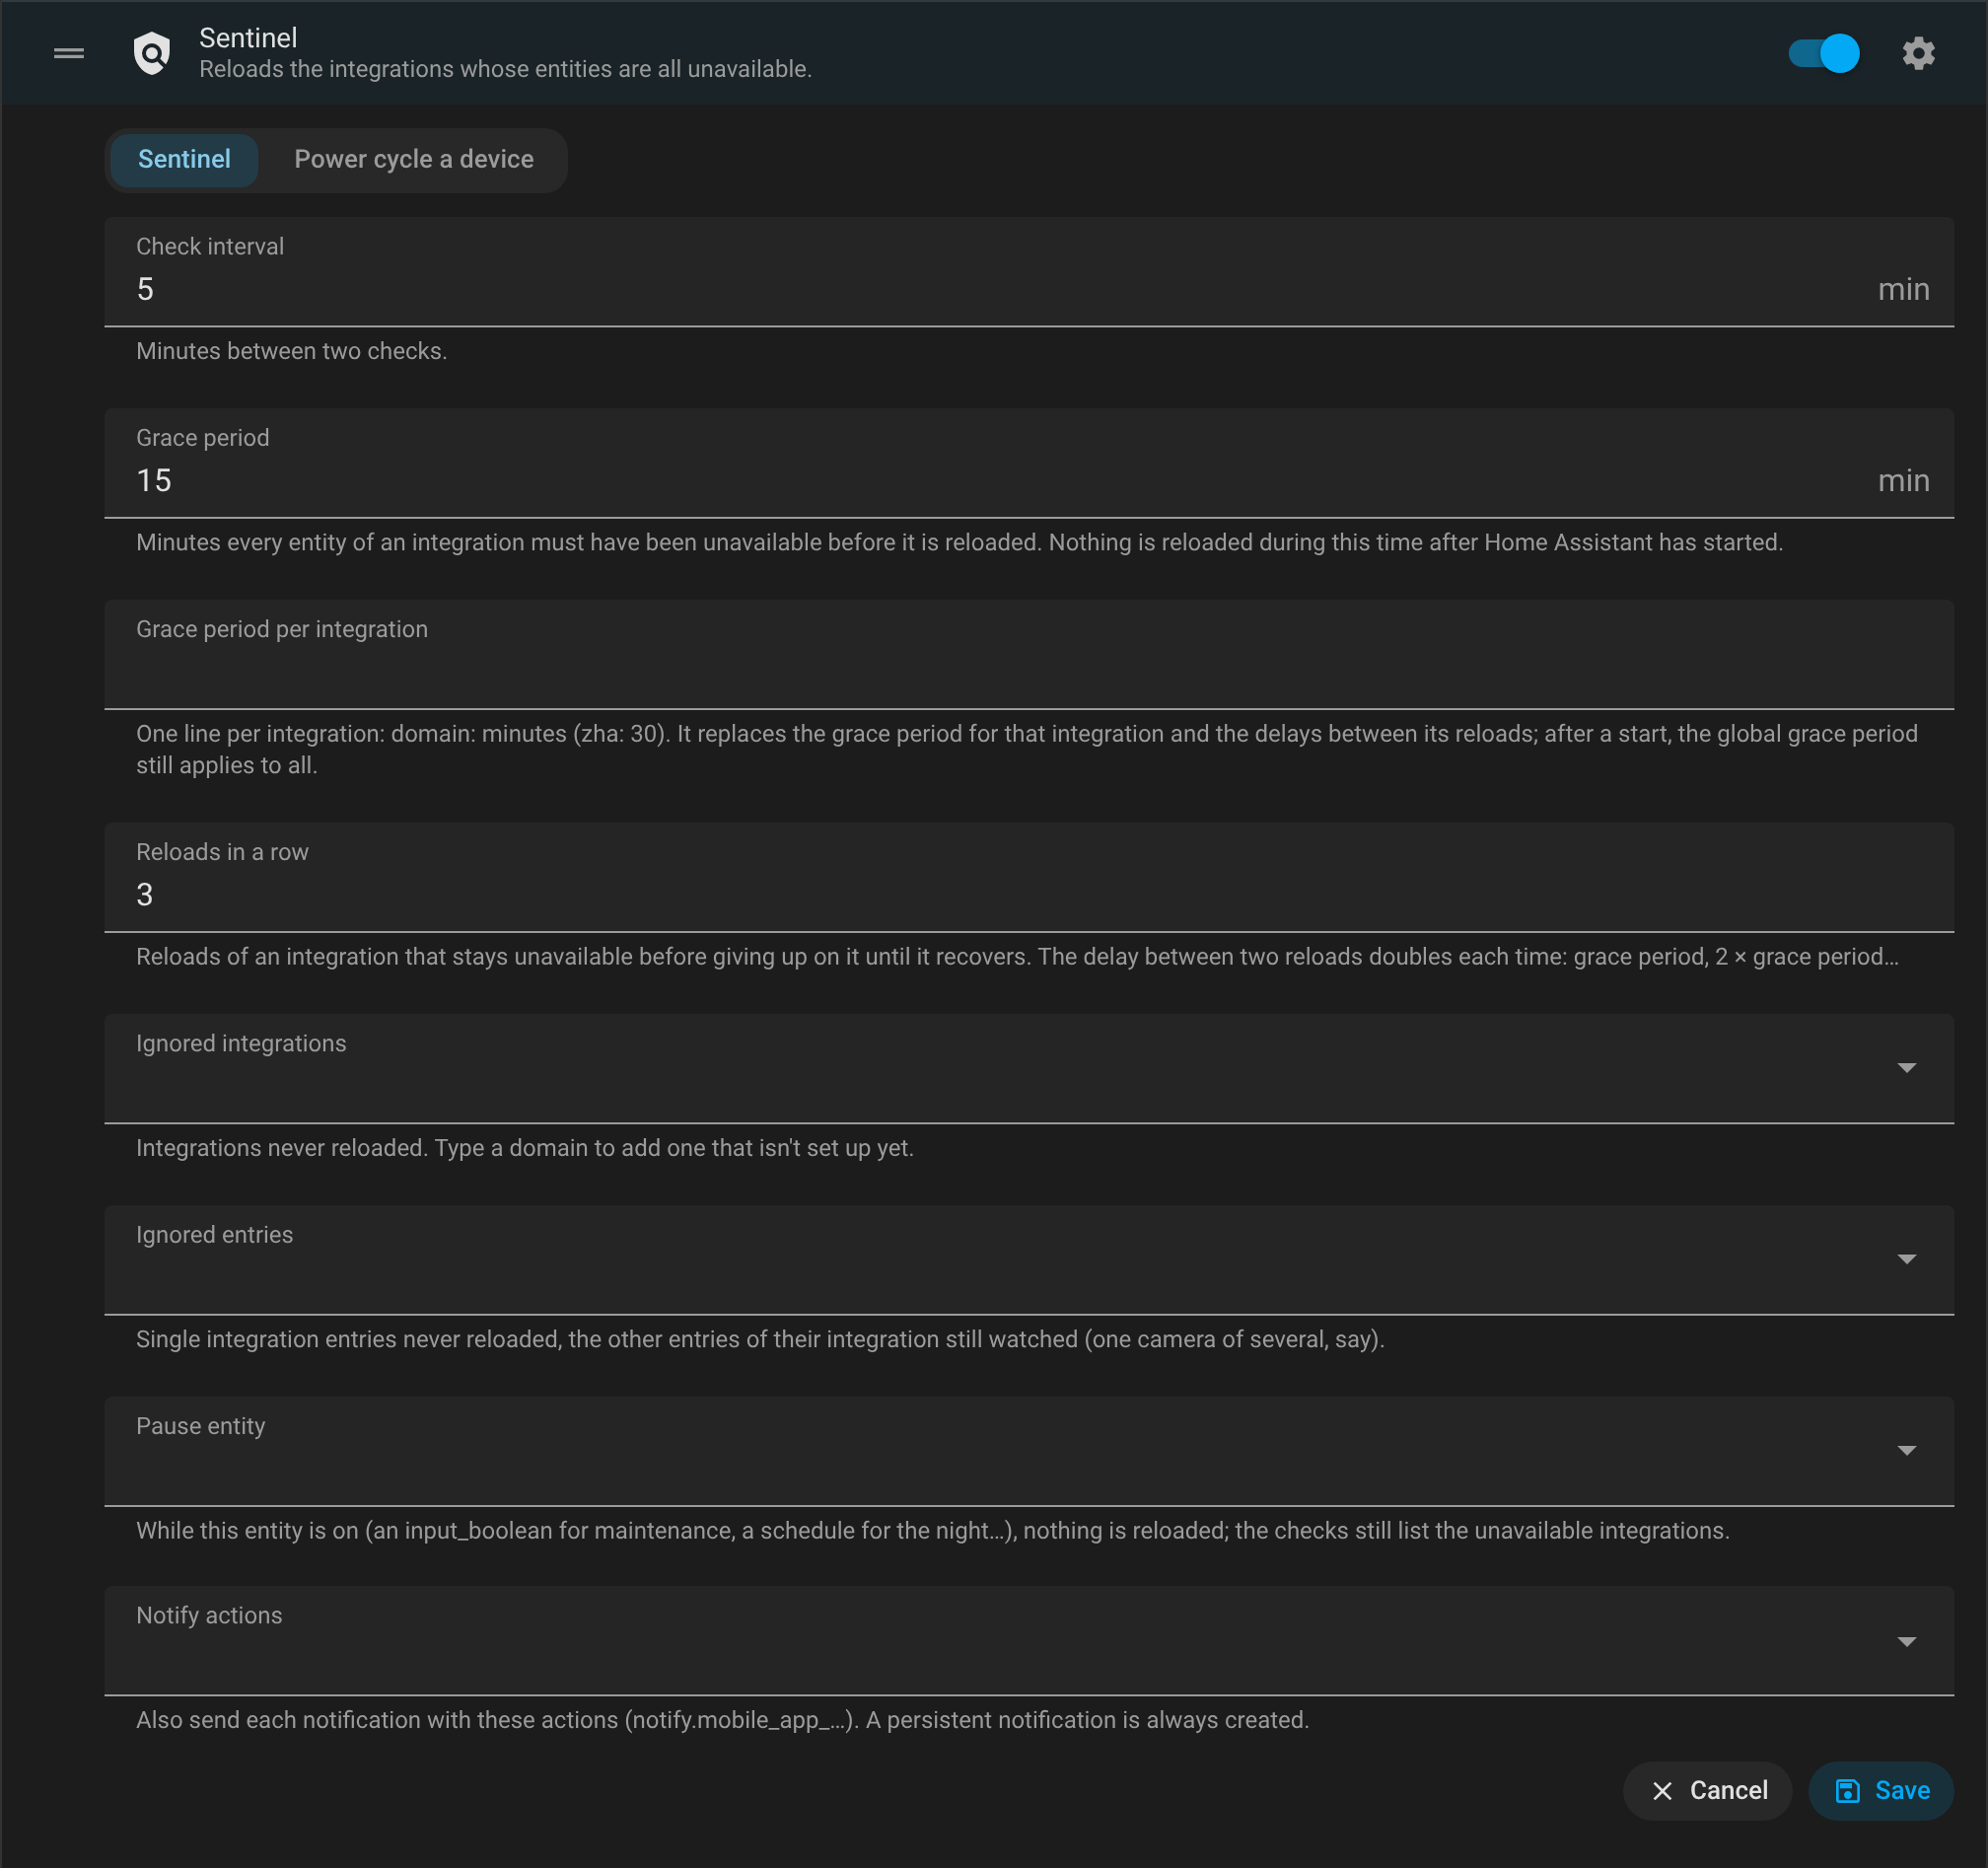 Sentinel
Reloads the integrations whose entities are all unavailable.
Sentinel
Power cycle a device
Check interval
5
min
Minutes between two checks.
Grace period
15
min
Minutes every entity of an integration must have been unavailable before it is reloaded. Nothing is reloaded during this time after Home Assistant has started.
Grace period per integration
One line per integration: domain: minutes (zha: 30). It replaces the grace period for that integration and the delays between its reloads; after a start, the global grace period
still applies to all.
Reloads in a row
3
Reloads of an integration that stays unavailable before giving up on it until it recovers. The delay between two reloads doubles each time: grace period, 2 × grace period…
Ignored integrations
Integrations never reloaded. Type a domain to add one that isn't set up yet.
Ignored entries
Single integration entries never reloaded, the other entries of their integration still watched (one camera of several, say).
Pause entity
While this entity is on (an input_boolean for maintenance, a schedule for the night…), nothing is reloaded; the checks still list the unavailable integrations.
Notify actions
Also send each notification with these actions (notify.mobile_app_…). A persistent notification is always created.
Cancel
Save